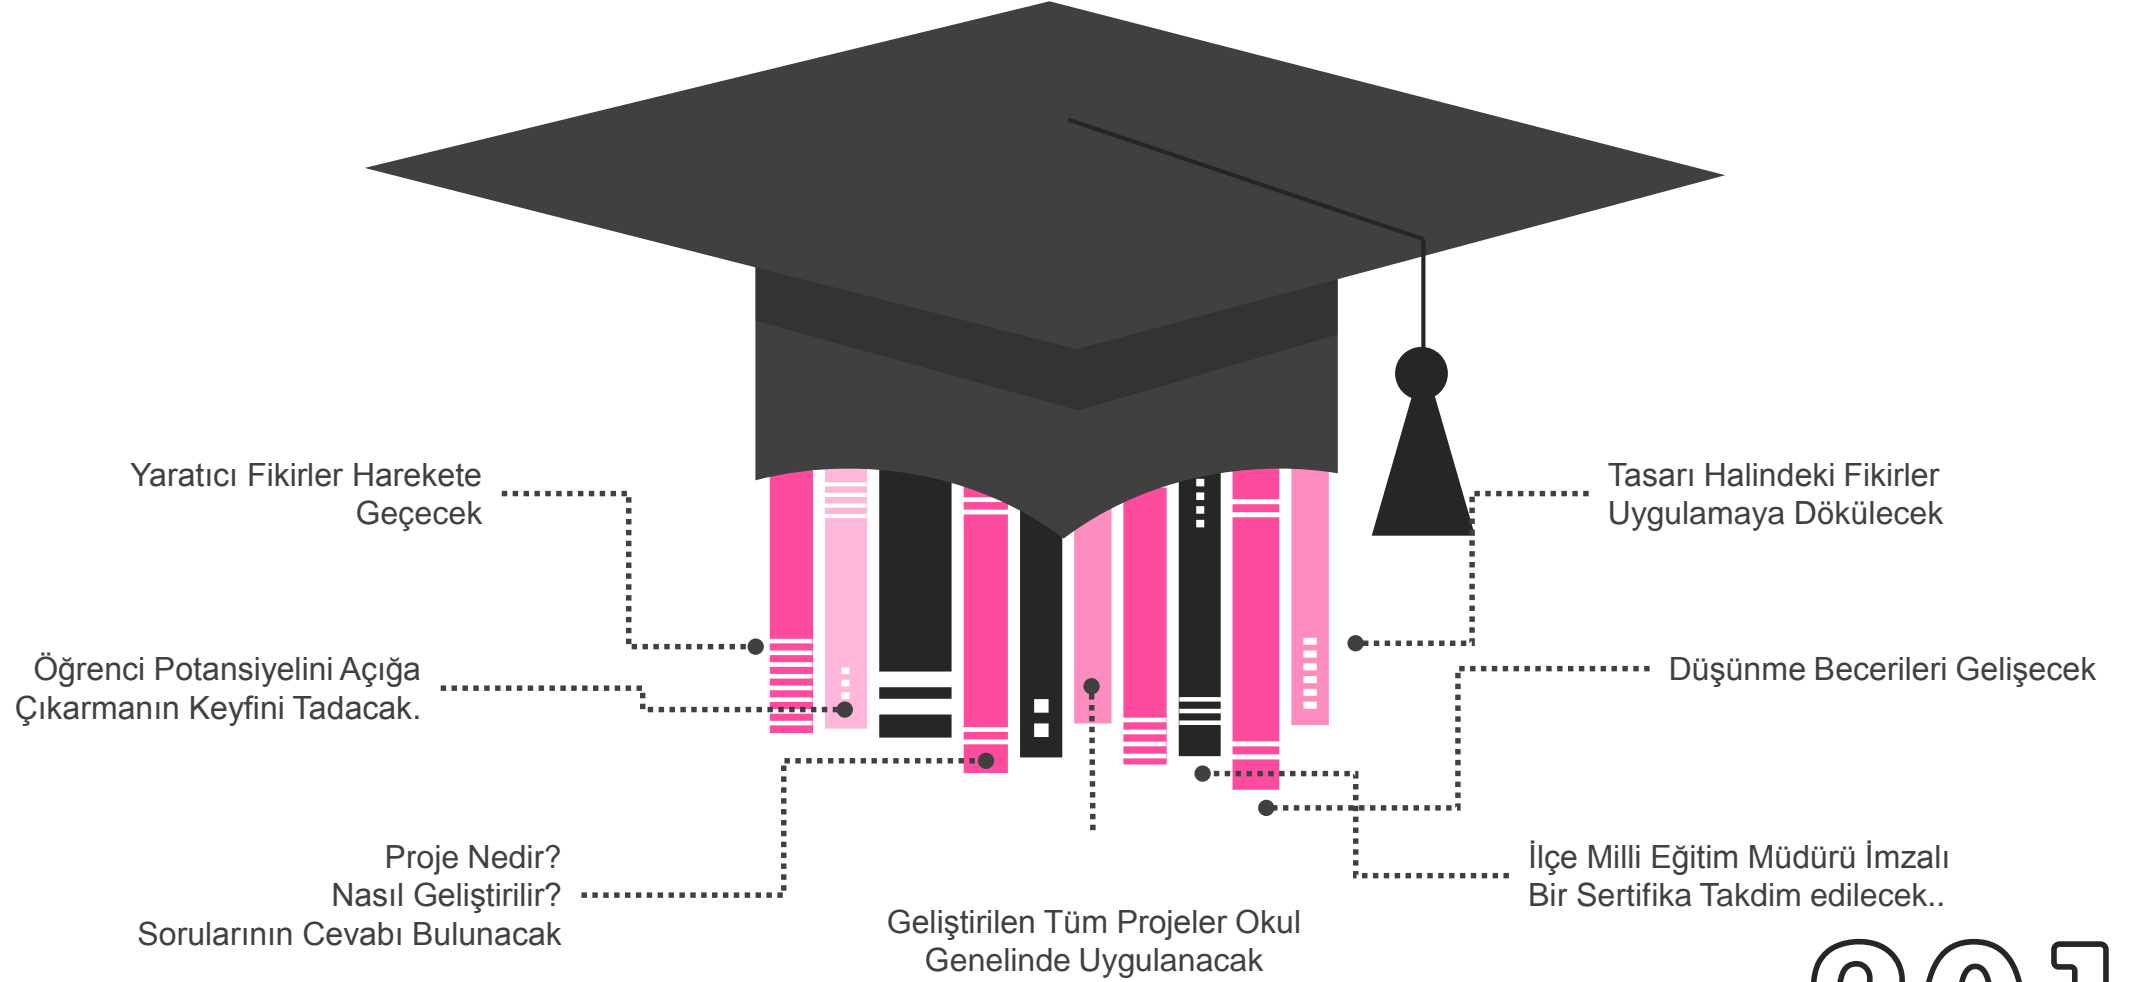 Yaratıcı Fikirler Harekete
Geçecek
Öğrenci Potansiyelini Açığa
Çıkarmanın Keyfini Tadacak.
Proje Nedir?
Nasıl Geliştirilir?
Sorularının Cevabı Bulunacak
Geliştirilen Tüm Projeler Okul
Genelinde Uygulanacak
Tasarı Halindeki Fikirler
Uygulamaya Dökülecek
Düşünme Becerileri Gelişecek
İlçe Milli Eğitim Müdürü İmzalı
Bir Sertifika Takdim edilecek..